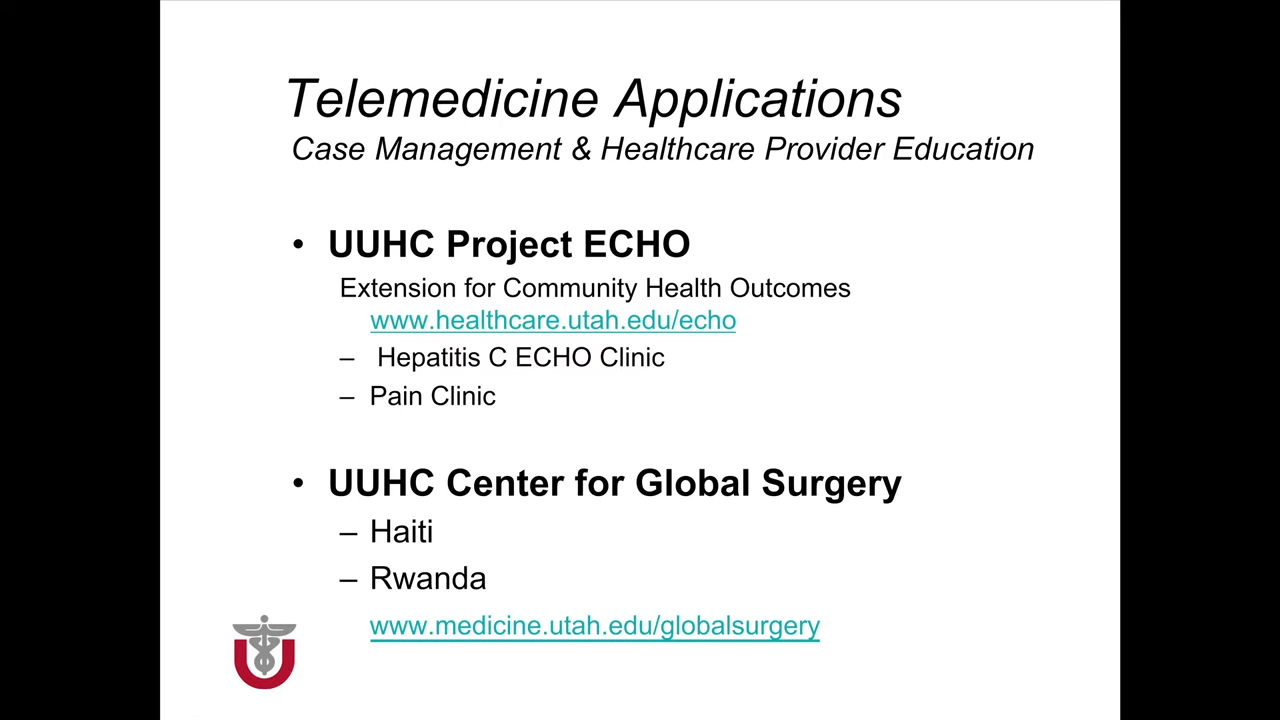 Telemedicine Applications
Case Management & Healthcare Provider Education
• UUHC Project ECHO
Extension for Community Health Outcomes
www.healthcare.utah.edu/echo
– Hepatitis C ECHO Clinic
– Pain Clinic
• UUHC Center for Global Surgery
– Haiti
– Rwanda
www.medicine.utah.edu/globalsurgery